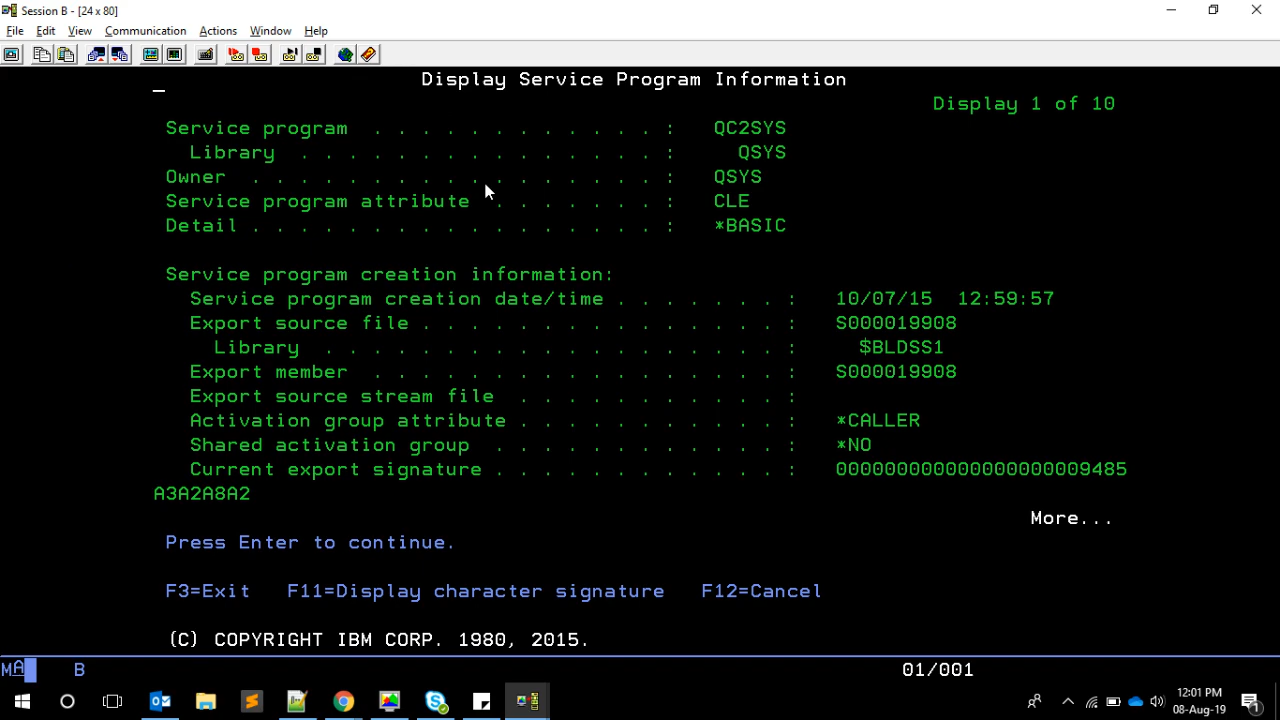 Session B - [24 x 80]
File Edit View Communication Actions Window Help
Display Service Program Information
Display 1 of 10
Service program . . . . . . . . . . . . . : QC2SYS
Library . . . . . . . . . . . . . . . . : QSYS
Owner . . . . . . . . . . . . . . . . . . : QSYS
Service program attribute . . . . . . . : CLE
Detail . . . . . . . . . . . . . . . . . : *BASIC
Service program creation information:
Service program creation date/time . . . . . . . . : 10/07/15 12:59:57
Export source file . . . . . . . . . . . . . . . . : S000019908
Library . . . . . . . . . . . . . . . . . . . . : $BLDSS1
Export member . . . . . . . . . . . . . . . . . . : S000019908
Export source stream file . . . . . . . . . . . . :
Activation group attribute . . . . . . . . . . . . : *CALLER
Shared activation group . . . . . . . . . . . . . : *NO
Current export signature . . . . . . . . . . . . . : 000000000000000000009485
A3A2A8A2
More...
Press Enter to continue.
F3=Exit F11=Display character signature F12=Cancel
(C) COPYRIGHT IBM CORP. 1980, 2015.
MA B 01/001
12:01 PM
08-Aug-19
1